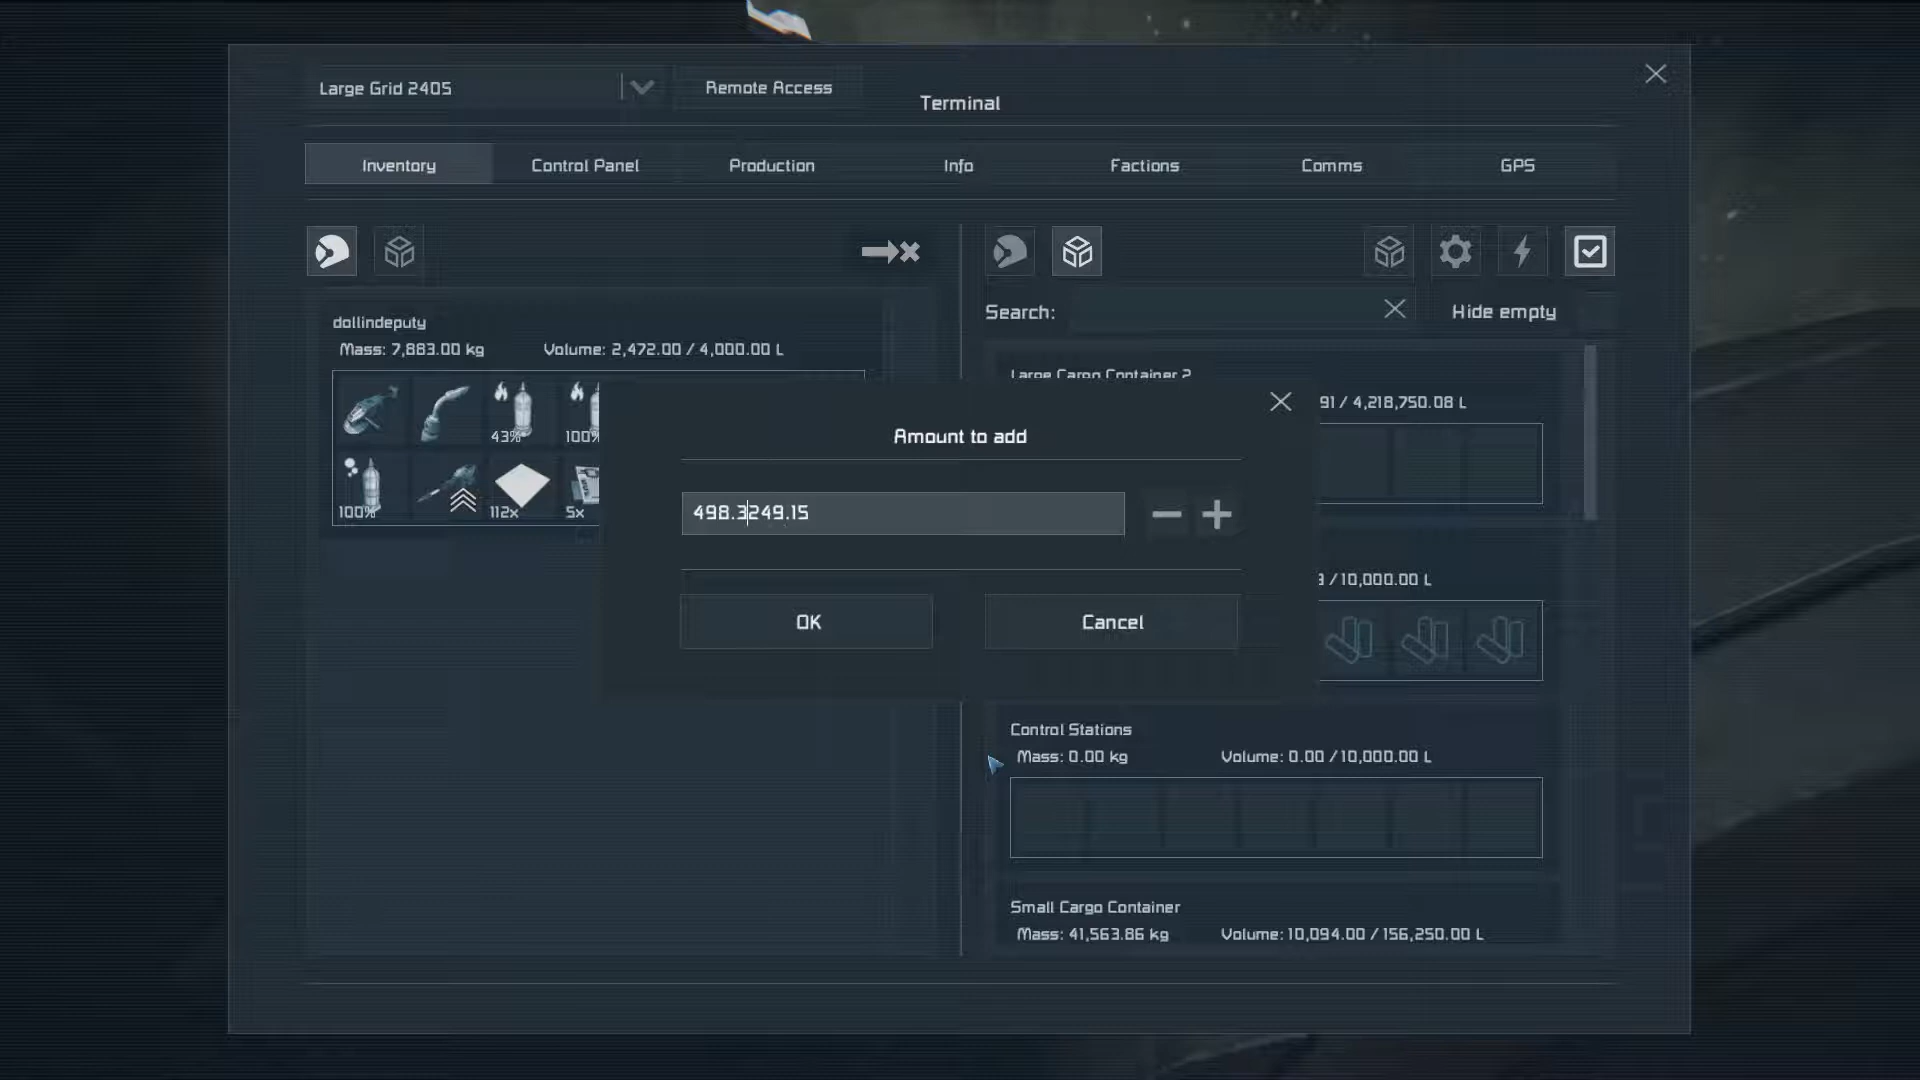 Large Grid 2405
Remote Access
Terminal
Inventory
Control Panel
Production
Info
Factions
Comms
GPS
dollindeputy
Mass: 7,883.00 kg
Volume: 2,472.00 / 4,000.00 L
43%
100%
100%
112x
5x
Search:
Hide empty
Large Cargo Container 2
91 / 4,218,750.08 L
Amount to add
498.3249.15
OK
Cancel
/ 10,000.00 L
Control Stations
Mass: 0.00 kg
Volume: 0.00 / 10,000.00 L
Small Cargo Container
Mass: 41,563.86 kg
Volume: 10,094.00 / 156,250.00 L